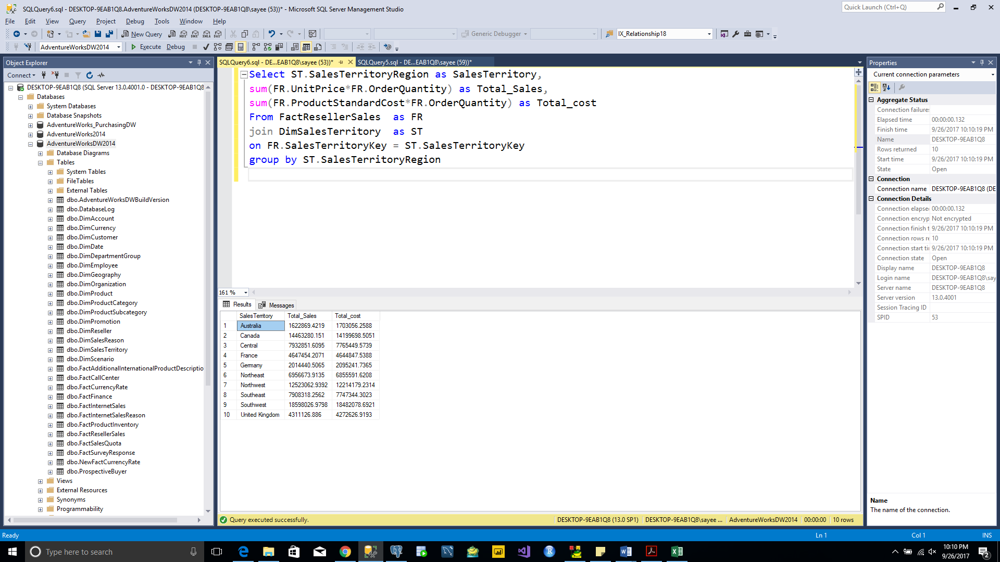 SQLQuery6.sql - DESKTOP-9EAB1Q8.AdventureWorksDW2014 (DESKTOP-9EAB1Q8\sayee (53))* - Microsoft SQL Server Management Studio
Quick Launch (Ctrl+Q)
File Edit View Query Project Debug Tools Window Help
New Query
MDX DMX XMLA DAX
Generic Debugger
IX_Relationship18
AdventureWorksDW2014
Execute Debug
Object Explorer
Connect
DESKTOP-9EAB1Q8 (SQL Server 13.0.4001.0 - DESKTOP-9EAB1Q8
Databases
System Databases
Database Snapshots
AdventureWorks_PurchasingDW
AdventureWorks2014
AdventureWorksDW2014
Database Diagrams
Tables
System Tables
FileTables
External Tables
dbo.AdventureWorksDWBuildVersion
dbo.DatabaseLog
dbo.DimAccount
dbo.DimCurrency
dbo.DimCustomer
dbo.DimDate
dbo.DimDepartmentGroup
dbo.DimEmployee
dbo.DimGeography
dbo.DimOrganization
dbo.DimProduct
dbo.DimProductCategory
dbo.DimProductSubcategory
dbo.DimPromotion
dbo.DimReseller
dbo.DimSalesReason
dbo.DimSalesTerritory
dbo.DimScenario
dbo.FactAdditionalInternationalProductDescriptio
dbo.FactCallCenter
dbo.FactCurrencyRate
dbo.FactFinance
dbo.FactInternetSales
dbo.FactInternetSalesReason
dbo.FactProductInventory
dbo.FactResellerSales
dbo.FactSalesQuota
dbo.FactSurveyResponse
dbo.NewFactCurrencyRate
dbo.ProspectiveBuyer
Views
External Resources
Synonyms
Programmability
SQLQuery6.sql - DE...EAB1Q8\sayee (53))* SQLQuery5.sql - DE...EAB1Q8\sayee (59))*
Select ST.SalesTerritoryRegion as SalesTerritory,
sum(FR.UnitPrice*FR.OrderQuantity) as Total_Sales,
sum(FR.ProductStandardCost*FR.OrderQuantity) as Total_cost
From FactResellerSales as FR
join DimSalesTerritory as ST
on FR.SalesTerritoryKey = ST.SalesTerritoryKey
group by ST.SalesTerritoryRegion
161 %
Results Messages
SalesTerritory Total_Sales Total_cost
1 Australia 1622869.4219 1703056.2588
2 Canada 14463280.151 14199698.5051
3 Central 7932851.6095 7765449.5739
4 France 4647454.2071 4644847.5388
5 Germany 2014440.5065 2095241.7365
6 Northeast 6956673.9135 6855591.6208
7 Northwest 12523062.9392 12214179.2314
8 Southeast 7908318.2562 7747344.3023
9 Southwest 18598026.9798 18482078.6921
10 United Kingdom 4311126.886 4272626.9193
Query executed successfully. DESKTOP-9EAB1Q8 (13.0 SP1) DESKTOP-9EAB1Q8\sayee ... AdventureWorksDW2014 00:00:00 10 rows
Properties
Current connection parameters
Aggregate Status
Connection failures
Elapsed time 00:00:00.132
Finish time 9/26/2017 10:10:19 PM
Name DESKTOP-9EAB1Q8
Rows returned 10
Start time 9/26/2017 10:10:19 PM
State Open
Connection
Connection name DESKTOP-9EAB1Q8 (DE
Connection Details
Connection elapse 00:00:00.132
Connection encryp Not encrypted
Connection finish t 9/26/2017 10:10:19 PM
Connection rows re 10
Connection start ti 9/26/2017 10:10:19 PM
Connection state Open
Display name DESKTOP-9EAB1Q8
Login name DESKTOP-9EAB1Q8\say
Server name DESKTOP-9EAB1Q8
Server version 13.0.4001
Session Tracing ID
SPID 53
Name
The name of the connection.
Ready Ln 1 Col 1 INS
Type here to search
10:10 PM
9/26/2017
2